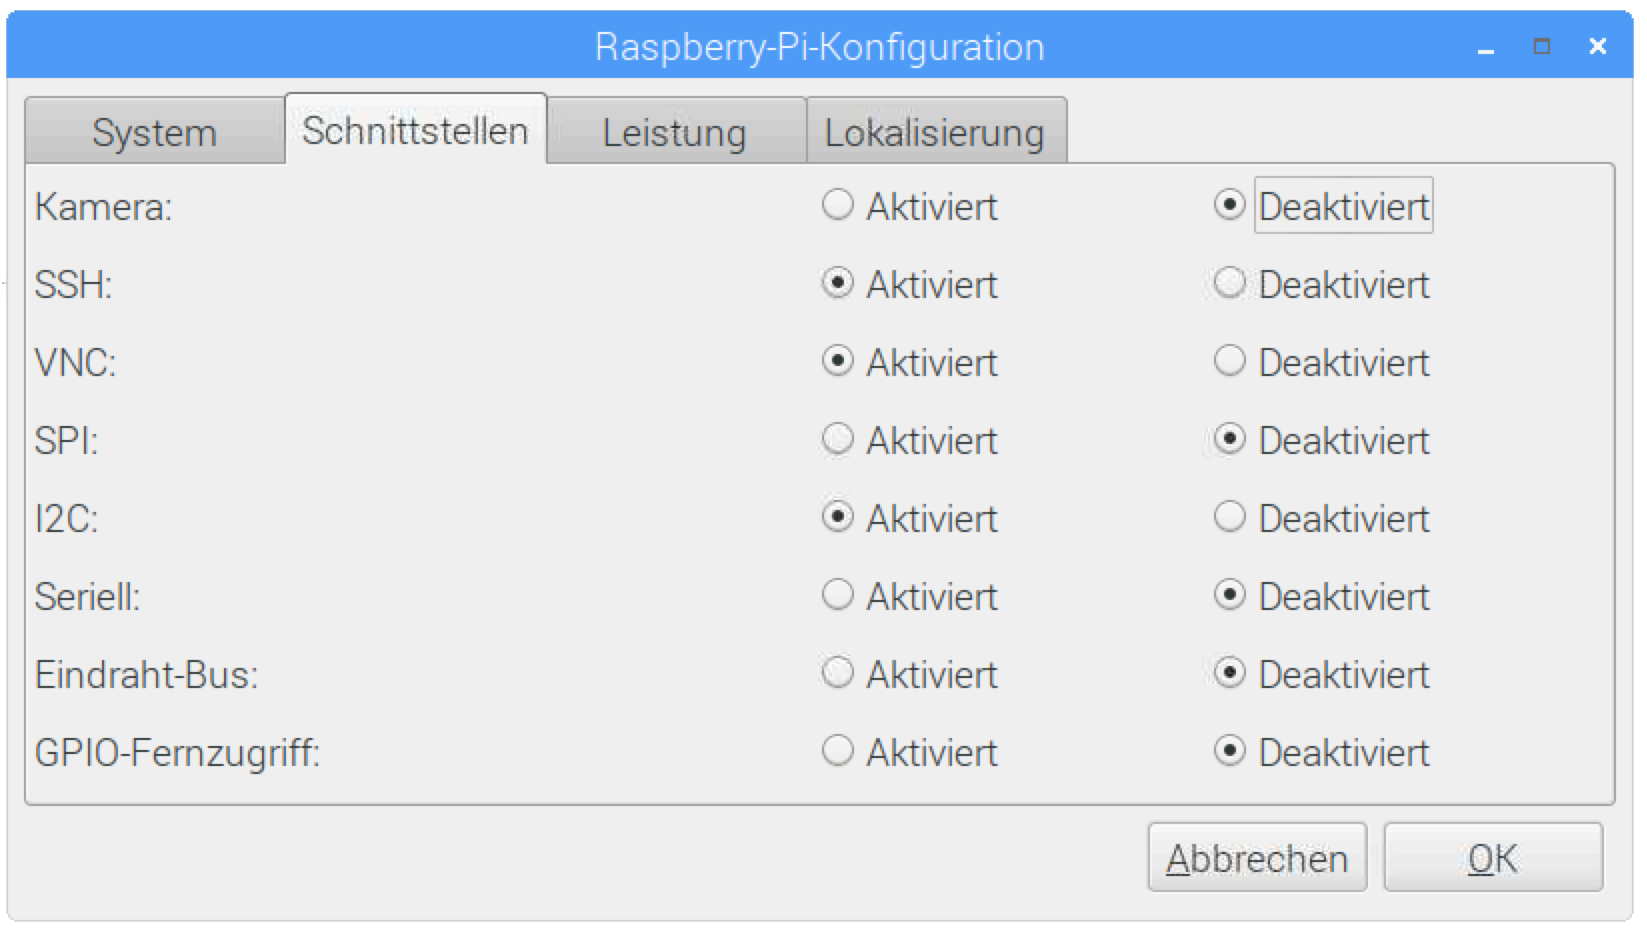 Raspberry-Pi-Konfiguration
System Schnittstellen Leistung Lokalisierung
Kamera: Aktiviert Deaktiviert
SSH: Aktiviert Deaktiviert
VNC: Aktiviert Deaktiviert
SPI: Aktiviert Deaktiviert
I2C: Aktiviert Deaktiviert
Seriell: Aktiviert Deaktiviert
Eindraht-Bus: Aktiviert Deaktiviert
GPIO-Fernzugriff: Aktiviert Deaktiviert
Abbrechen OK